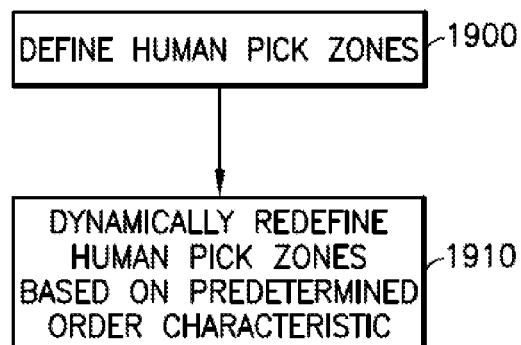 DEFINE HUMAN PICK ZONES
1900
DYNAMICALLY REDEFINE
HUMAN PICK ZONES
BASED ON PREDETERMINED
ORDER CHARACTERISTIC
1910